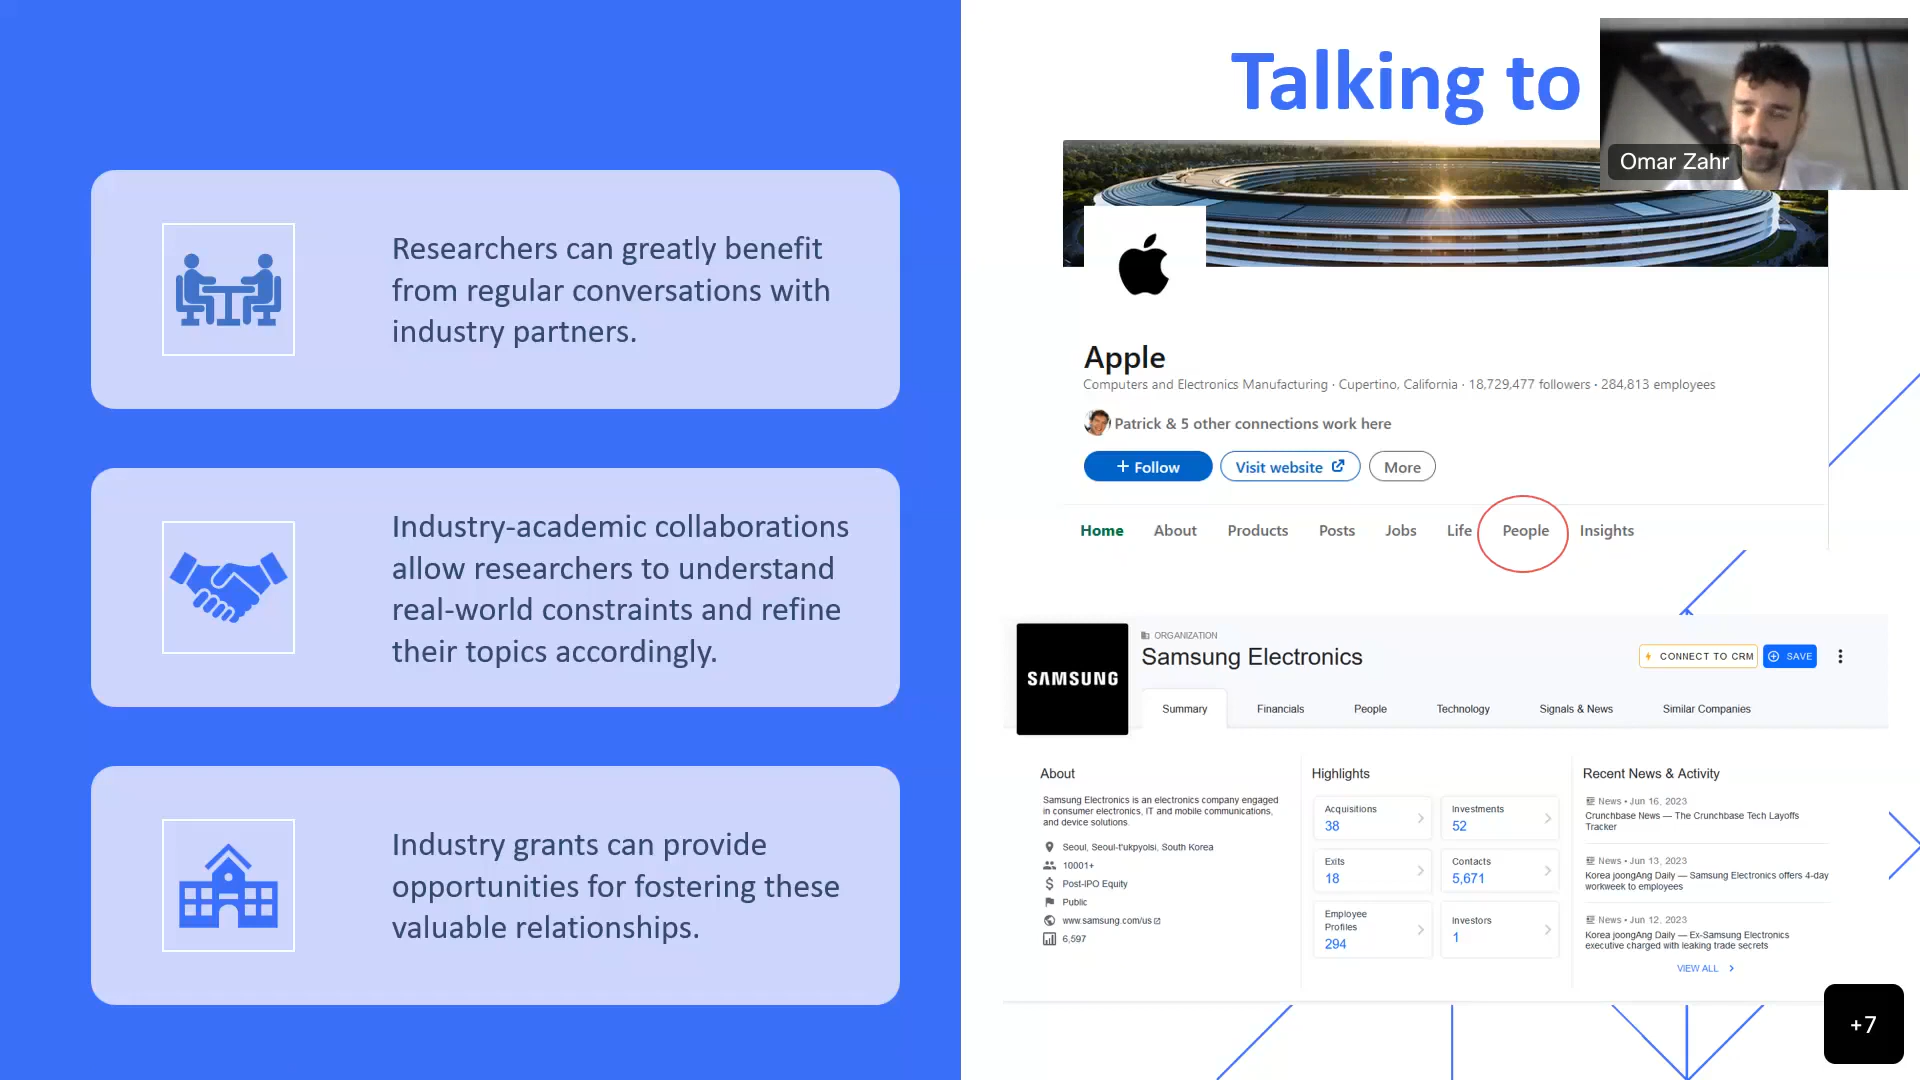 Talking to
Omar Zahr
Researchers can greatly benefit
from regular conversations with
industry partners.
Industry-academic collaborations
allow researchers to understand
real-world constraints and refine
their topics accordingly.
Industry grants can provide
opportunities for fostering these
valuable relationships.
Apple
Computers and Electronics Manufacturing · Cupertino, California · 18,729,477 followers · 284,813 employees
Patrick & 5 other connections work here
+ Follow
Visit website
More
Home About Products Posts Jobs Life People Insights
SAMSUNG
ORGANIZATION
Samsung Electronics
CONNECT TO CRM
SAVE
Summary Financials People Technology Signals & News Similar Companies
About
Samsung Electronics is an electronics company engaged
in consumer electronics, IT and mobile communications,
and device solutions.
Seoul, Seoul-t'ukpyolsi, South Korea
10001+
Post-IPO Equity
Public
www.samsung.com/us
6,597
Highlights
Acquisitions
38
Investments
52
Exits
18
Contacts
5,671
Employee
Profiles
294
Investors
1
Recent News & Activity
News • Jun 16, 2023
Crunchbase News — The Crunchbase Tech Layoffs
Tracker
News • Jun 13, 2023
Korea joongAng Daily — Samsung Electronics offers 4-day
workweek to employees
News • Jun 12, 2023
Korea joongAng Daily — Ex-Samsung Electronics
executive charged with leaking trade secrets
VIEW ALL
+7